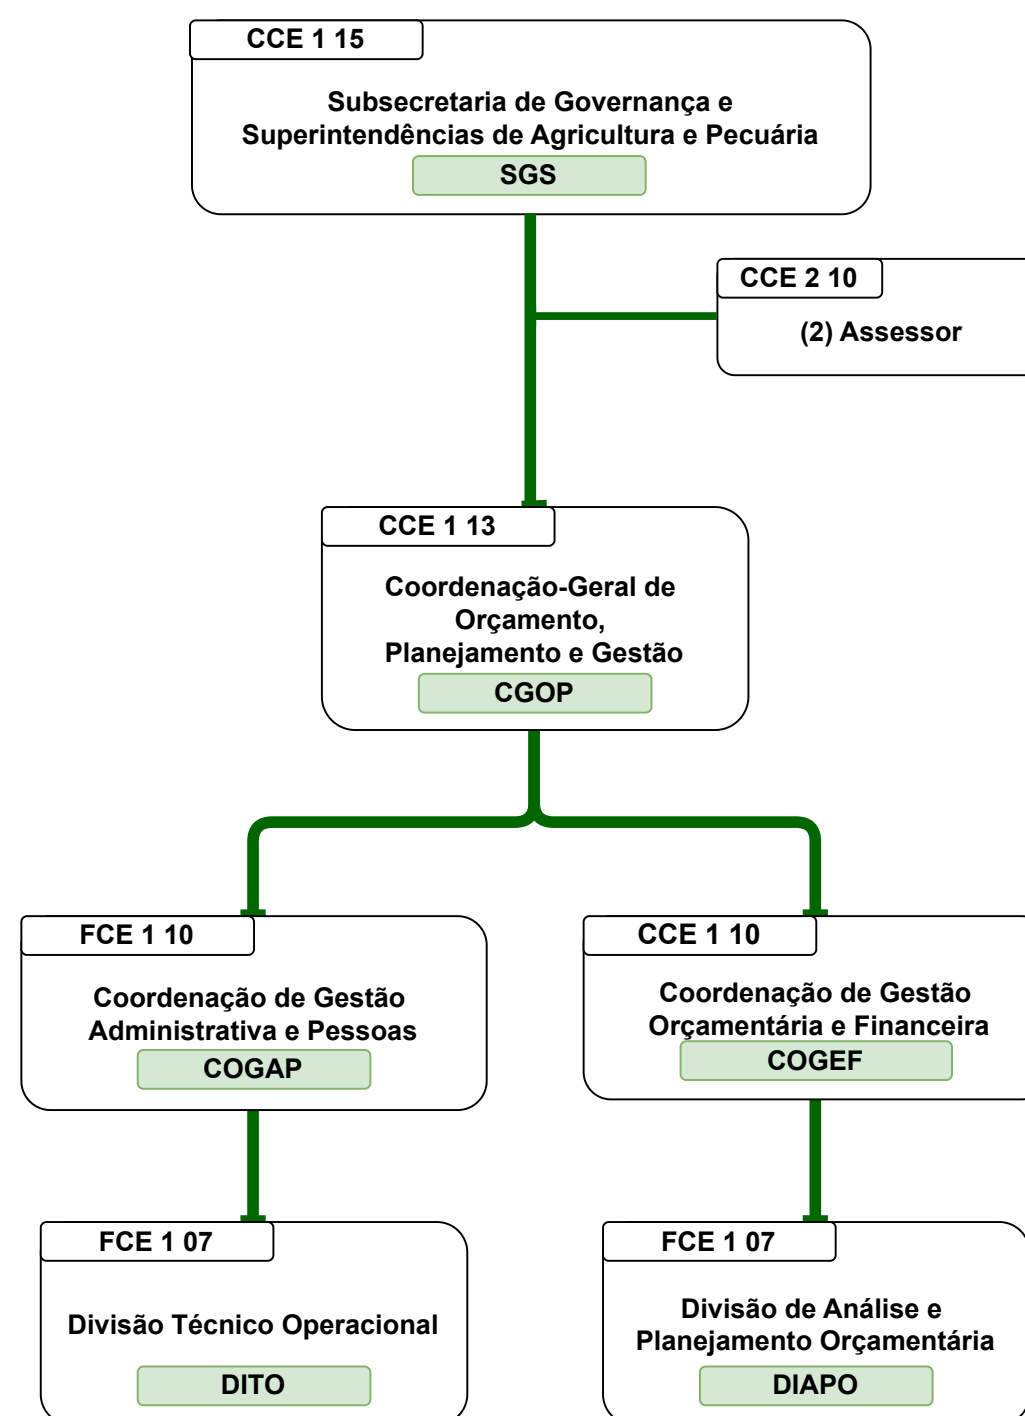 CCE 1 15
Subsecretaria de Governança e
Superintendências de Agricultura e Pecuária
SGS
CCE 2 10
(2) Assessor
CCE 1 13
Coordenação-Geral de
Orçamento,
Planejamento e Gestão
CGOP
FCE 1 10
Coordenação de Gestão
Administrativa e Pessoas
COGAP
CCE 1 10
Coordenação de Gestão
Orçamentária e Financeira
COGEF
FCE 1 07
Divisão Técnico Operacional
DITO
FCE 1 07
Divisão de Análise e
Planejamento Orçamentária
DIAPO